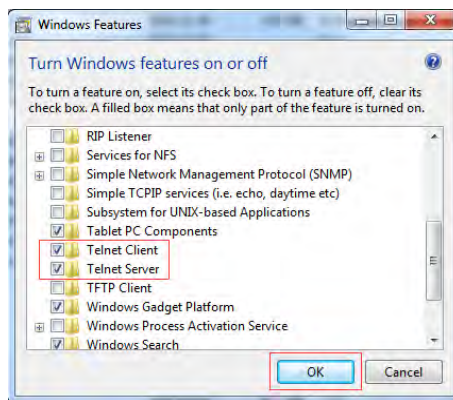 Windows Features
Turn Windows features on or off
To turn a feature on, select its check box. To turn a feature off, clear its
check box. A filled box means that only part of the feature is turned on.
RIP Listener
Services for NFS
Simple Network Management Protocol (SNMP)
Simple TCPIP services (i.e. echo, daytime etc)
Subsystem for UNIX-based Applications
Tablet PC Components
Telnet Client
Telnet Server
TFTP Client
Windows Gadget Platform
Windows Process Activation Service
Windows Search
OK Cancel